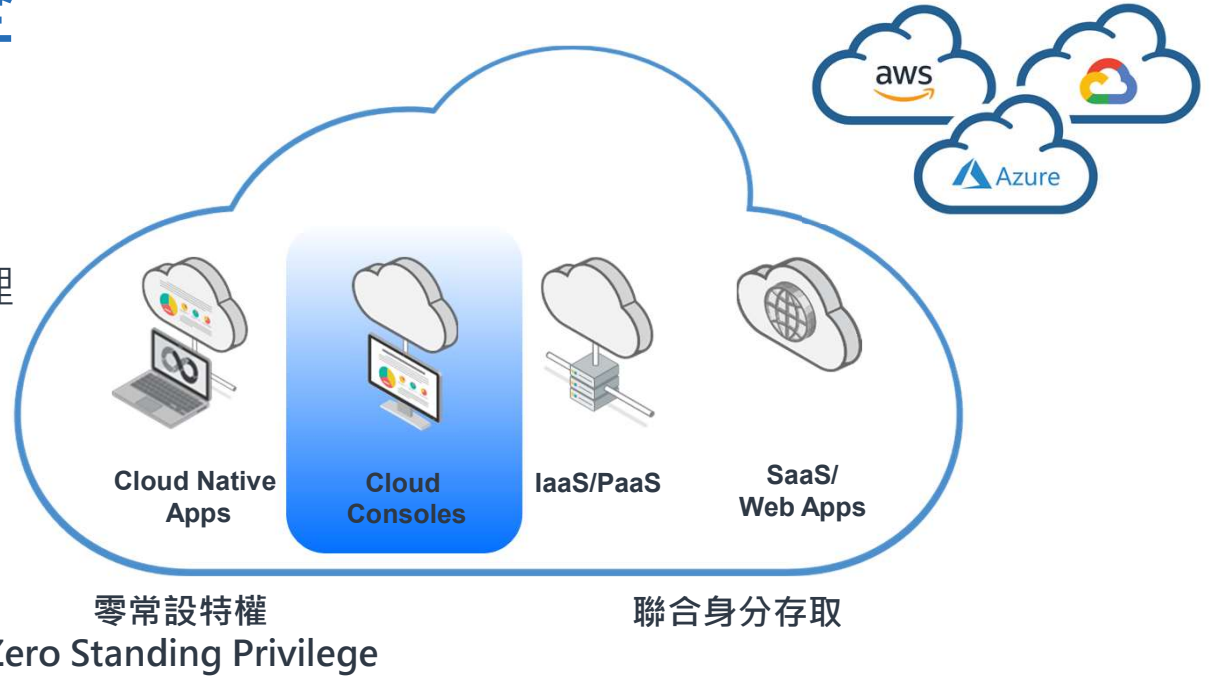 aws
Azure
理
Cloud Native
Apps
Cloud
Consoles
IaaS/PaaS
SaaS/
Web Apps
零常設特權
聯合身分存取
Zero Standing Privilege